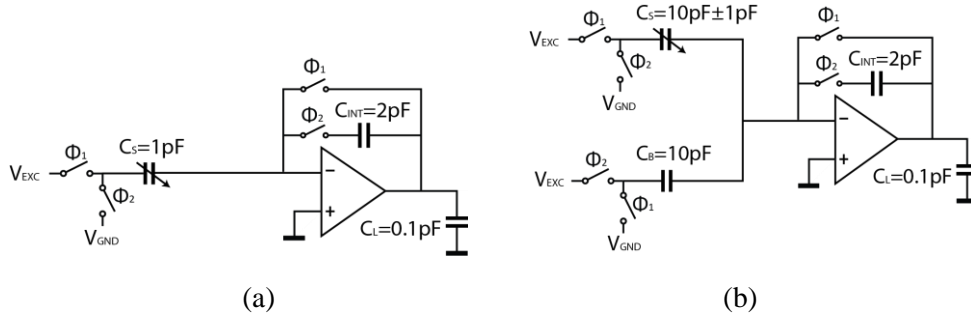 Φ1
Φ2
CINT=2pF
Φ1
CS=1pF
VEXC
Φ2
VGND
CL=0.1pF
(a)
CS=10pF±1pF
Φ1
VEXC
Φ2
VGND
Φ1
Φ2
CINT=2pF
CB=10pF
Φ2
VEXC
Φ1
VGND
CL=0.1pF
(b)